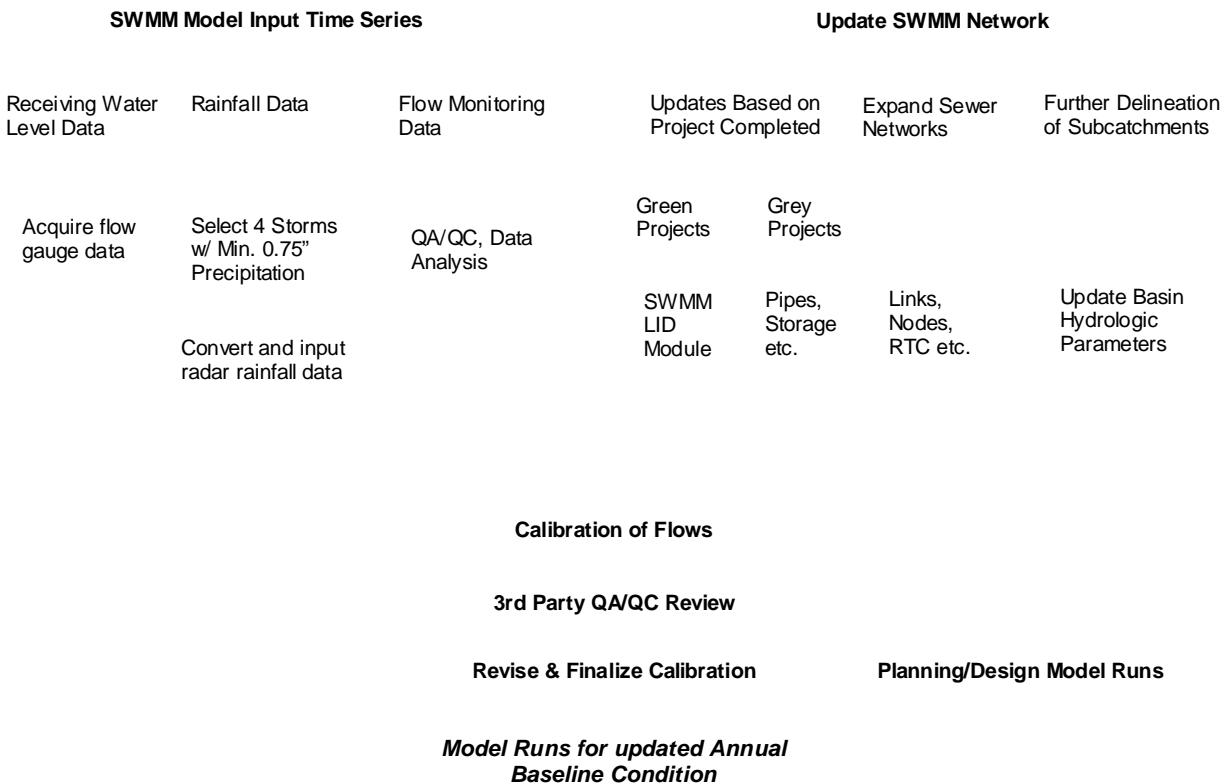 SWMM Model Input Time Series
Update SWMM Network
Receiving Water
Level Data
Rainfall Data
Flow Monitoring
Data
Updates Based on
Project Completed
Expand Sewer
Networks
Further Delineation
of Subcatchments
Green
Projects
Grey
Projects
Acquire flow
gauge data
Select 4 Storms
w/ Min. 0.75”
Precipitation
QA/QC, Data
Analysis
SWMM
LID
Module
Pipes,
Storage
etc.
Links,
Nodes,
RTC etc.
Update Basin
Hydrologic
Parameters
Convert and input
radar rainfall data
Calibration of Flows
3rd Party QA/QC Review
Revise & Finalize Calibration
Planning/Design Model Runs
Model Runs for updated Annual
Baseline Condition